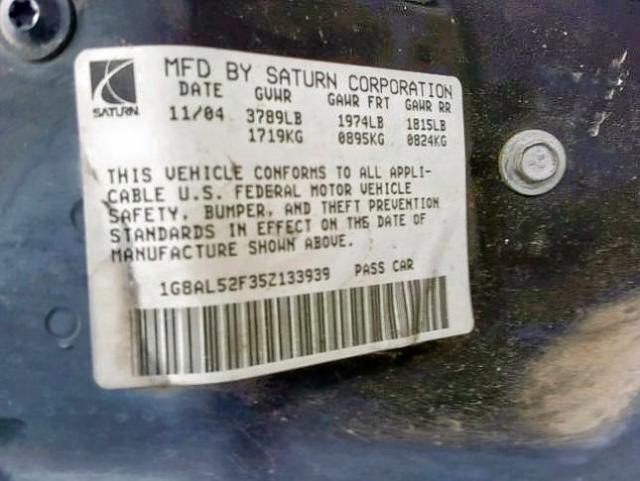 MFD BY SATURN CORPORATION
DATE GVWR GAWR FRT GAWR RR
11/04 3789LB 1974LB 1815LB
1719KG 0895KG 0824KG
SATURN
THIS VEHICLE CONFORMS TO ALL APPLI-
CABLE U.S. FEDERAL MOTOR VEHICLE
SAFETY, BUMPER, AND THEFT PREVENTION
STANDARDS IN EFFECT ON THE DATE OF
MANUFACTURE SHOWN ABOVE.
1G8AL52F35Z133939 PASS CAR